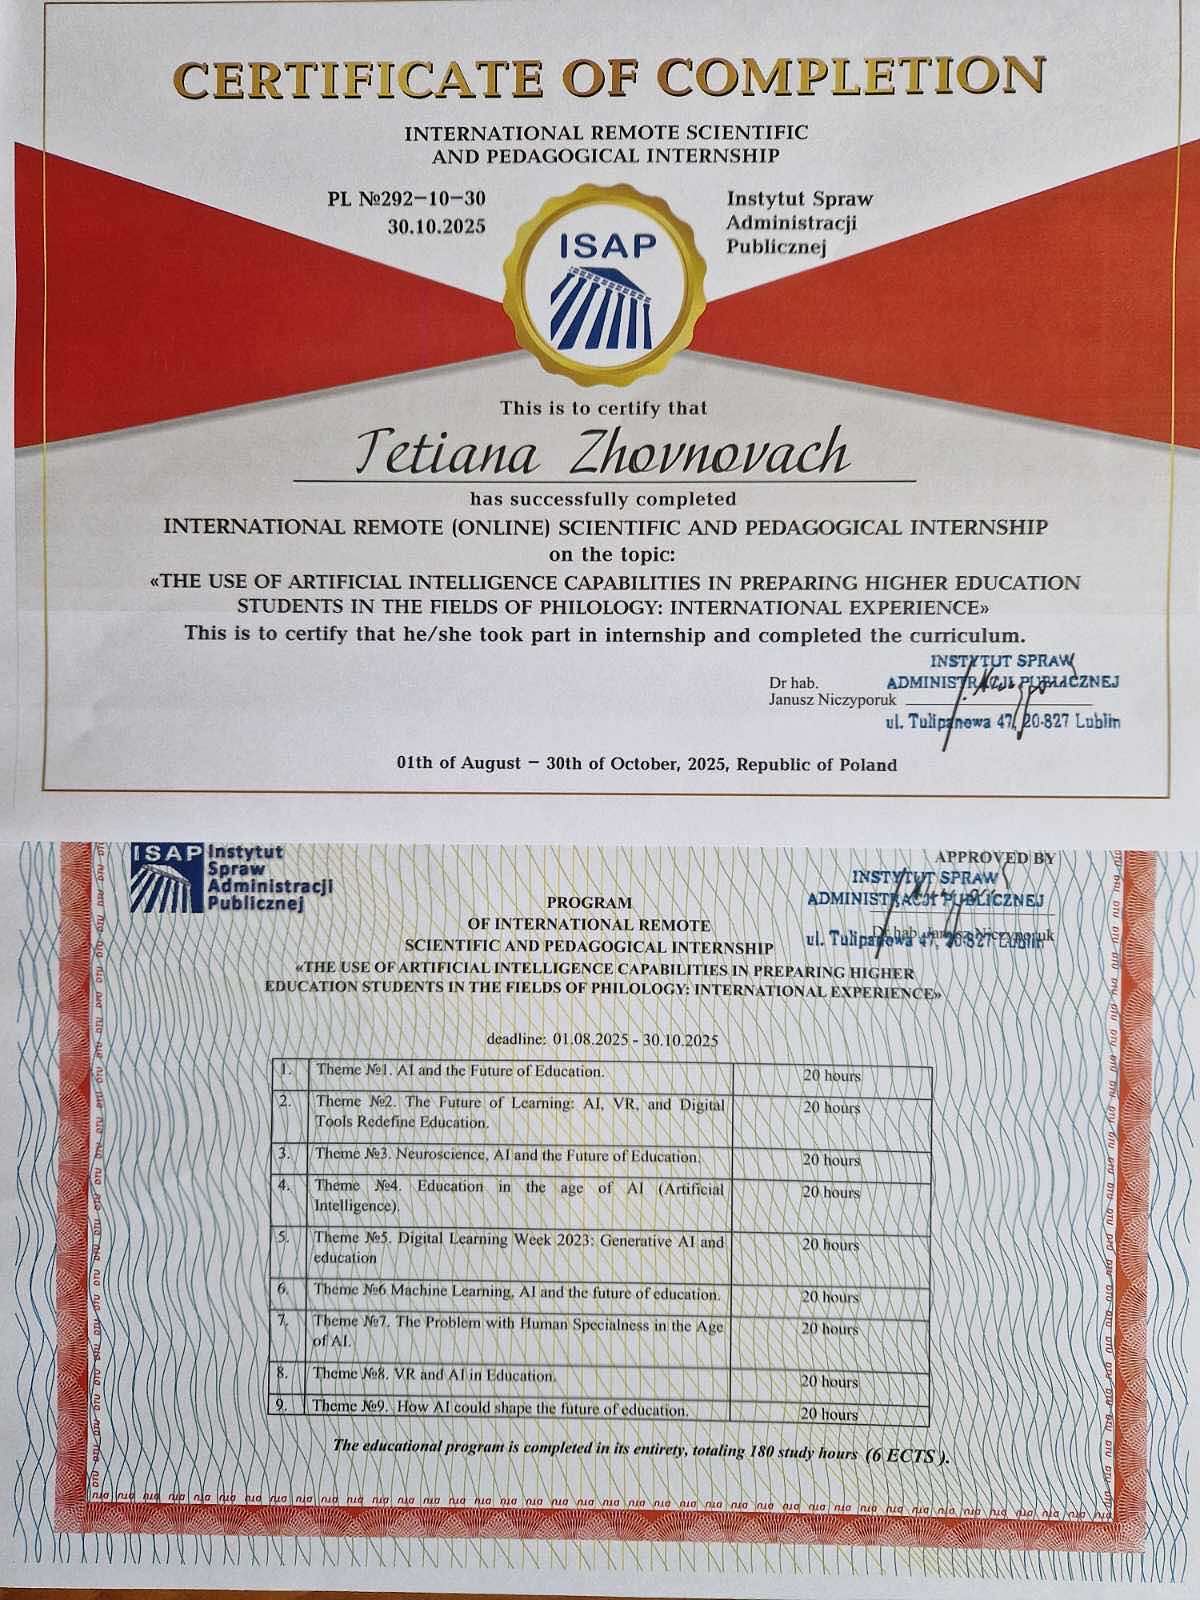 CERTIFICATE OF COMPLETION
INTERNATIONAL REMOTE SCIENTIFIC
AND PEDAGOGICAL INTERNSHIP
PL №292-10-30
30.10.2025
Instytut Spraw
Administracji
Publicznej
ISAP
This is to certify that
Tetiana Zhovnovach
has successfully completed
INTERNATIONAL REMOTE (ONLINE) SCIENTIFIC AND PEDAGOGICAL INTERNSHIP
on the topic:
«THE USE OF ARTIFICIAL INTELLIGENCE CAPABILITIES IN PREPARING HIGHER EDUCATION
STUDENTS IN THE FIELDS OF PHILOLOGY: INTERNATIONAL EXPERIENCE»
This is to certify that he/she took part in internship and completed the curriculum.
Dr hab.
Janusz Niczyporuk
INSTYTUT SPRAW
ADMINISTRACJI PUBLICZNEJ
ul. Tulipanowa 47, 20-827 Lublin
01th of August – 30th of October, 2025, Republic of Poland
ISAP Instytut
Spraw
Administracji
Publicznej
APPROVED BY
INSTYTUT SPRAW
ADMINISTRACJI PUBLICZNEJ
Dr hab. Janusz Niczyporuk
ul. Tulipanowa 47, 20-827 Lublin
PROGRAM
OF INTERNATIONAL REMOTE
SCIENTIFIC AND PEDAGOGICAL INTERNSHIP
«THE USE OF ARTIFICIAL INTELLIGENCE CAPABILITIES IN PREPARING HIGHER
EDUCATION STUDENTS IN THE FIELDS OF PHILOLOGY: INTERNATIONAL EXPERIENCE»
deadline: 01.08.2025 - 30.10.2025
1. Theme №1. AI and the Future of Education. 20 hours
2. Theme №2. The Future of Learning: AI, VR, and Digital 20 hours
Tools Redefine Education.
3. Theme №3. Neuroscience, AI and the Future of Education. 20 hours
4. Theme №4. Education in the age of AI (Artificial 20 hours
Intelligence).
5. Theme №5. Digital Learning Week 2023: Generative AI and 20 hours
education
6. Theme №6 Machine Learning, AI and the future of education. 20 hours
7. Theme №7. The Problem with Human Specialness in the Age 20 hours
of AI.
8. Theme №8. VR and AI in Education. 20 hours
9. Theme №9. How AI could shape the future of education. 20 hours
The educational program is completed in its entirety, totaling 180 study hours (6 ECTS ).